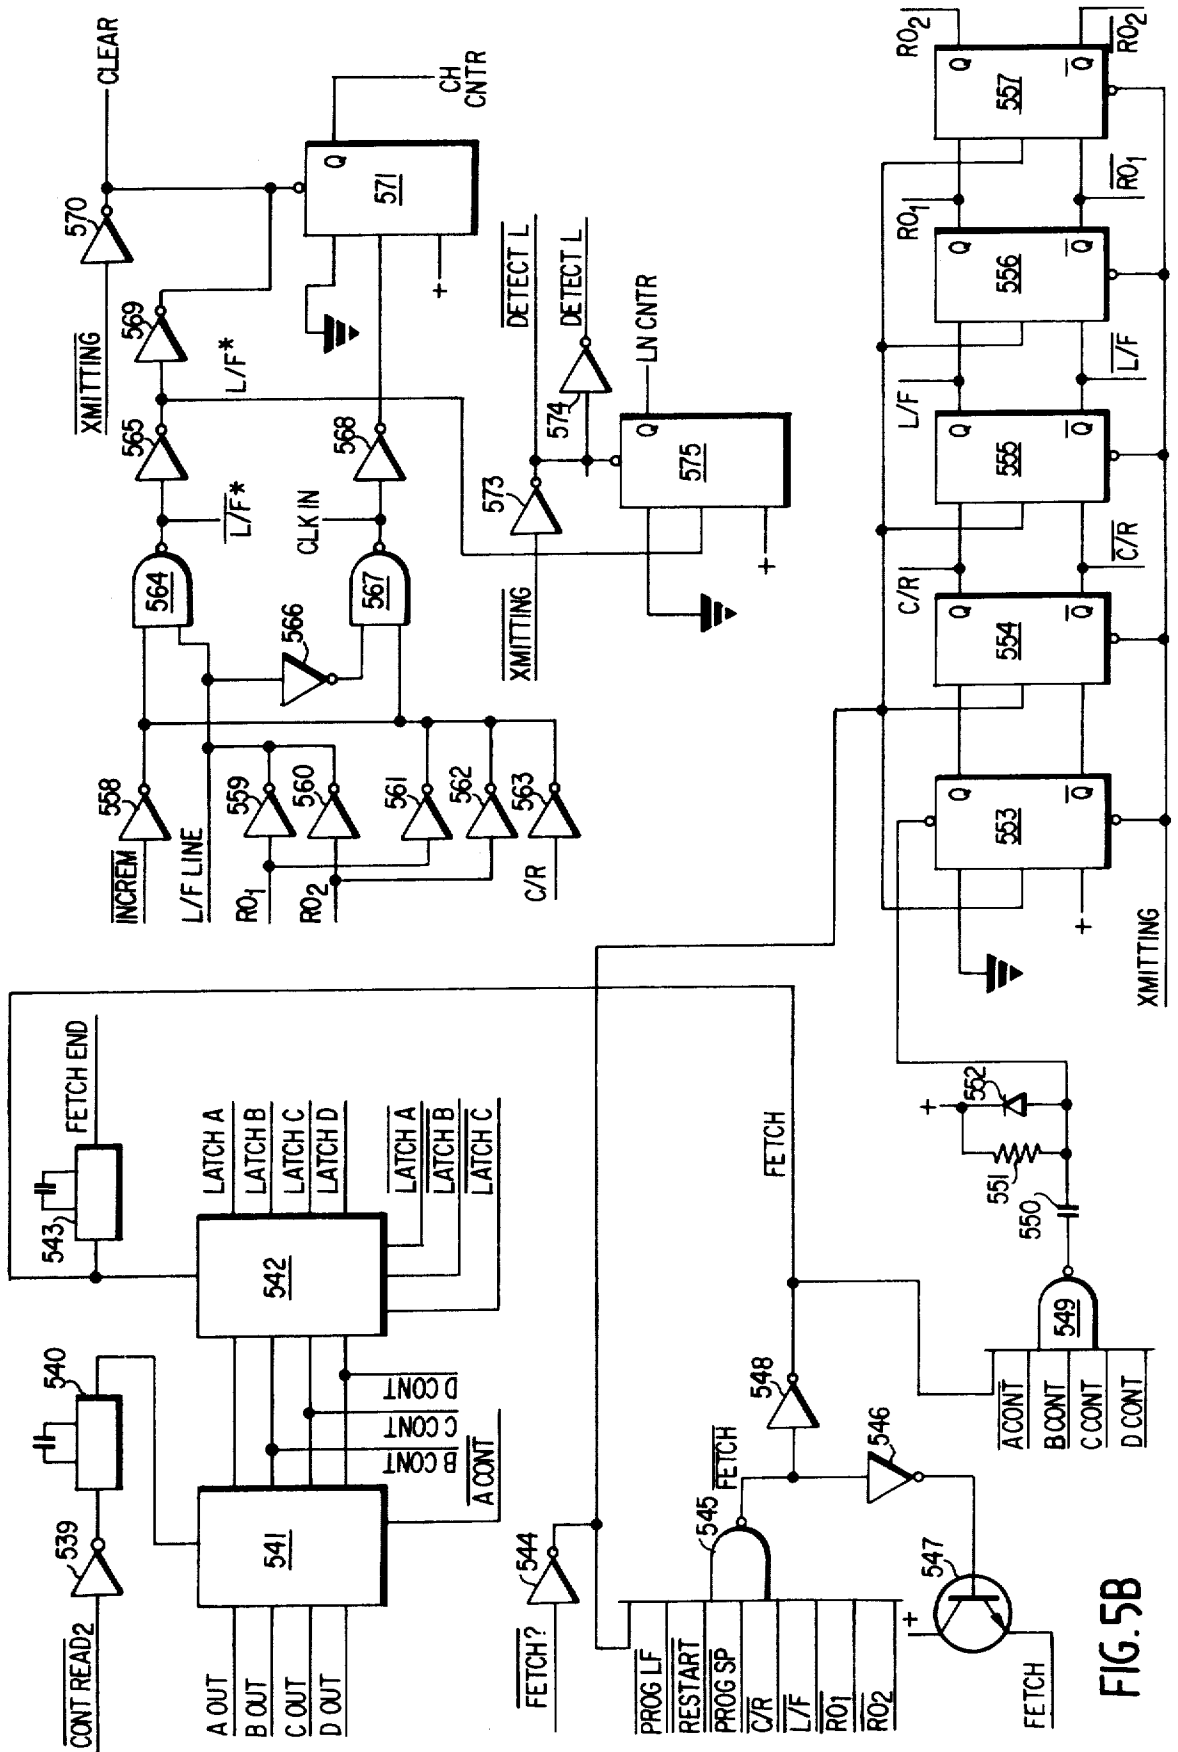 CONT READ2
539
540
543
FETCH END
A OUT
B OUT
C OUT
D OUT
541
B CONT
C CONT
D CONT
A CONT
542
LATCH A
LATCH B
LATCH C
LATCH D
LATCH A
LATCH B
LATCH C
INCREM
558
L/F LINE
RO1
559
RO2
560
561
562
C/R
563
564
L/F*
565
L/F*
566
567
CLK IN
568
569
XMITTING
570
CLEAR
571
Q
CH
CNTR
+
XMITTING
573
DETECT L
574
DETECT L
575
Q
LN CNTR
+
FETCH?
544
PROG LF
RESTART
PROG SP
C/R
L/F
RO1
RO2
545
FETCH
546
547
+
FETCH
548
FETCH
A CONT
B CONT
C CONT
D CONT
549
550
551
552
+
+
553
Q
Q
554
Q
Q
C/R
C/R
555
Q
Q
L/F
L/F
556
Q
Q
RO1
RO1
557
Q
Q
RO2
RO2
XMITTING
FIG. 5B